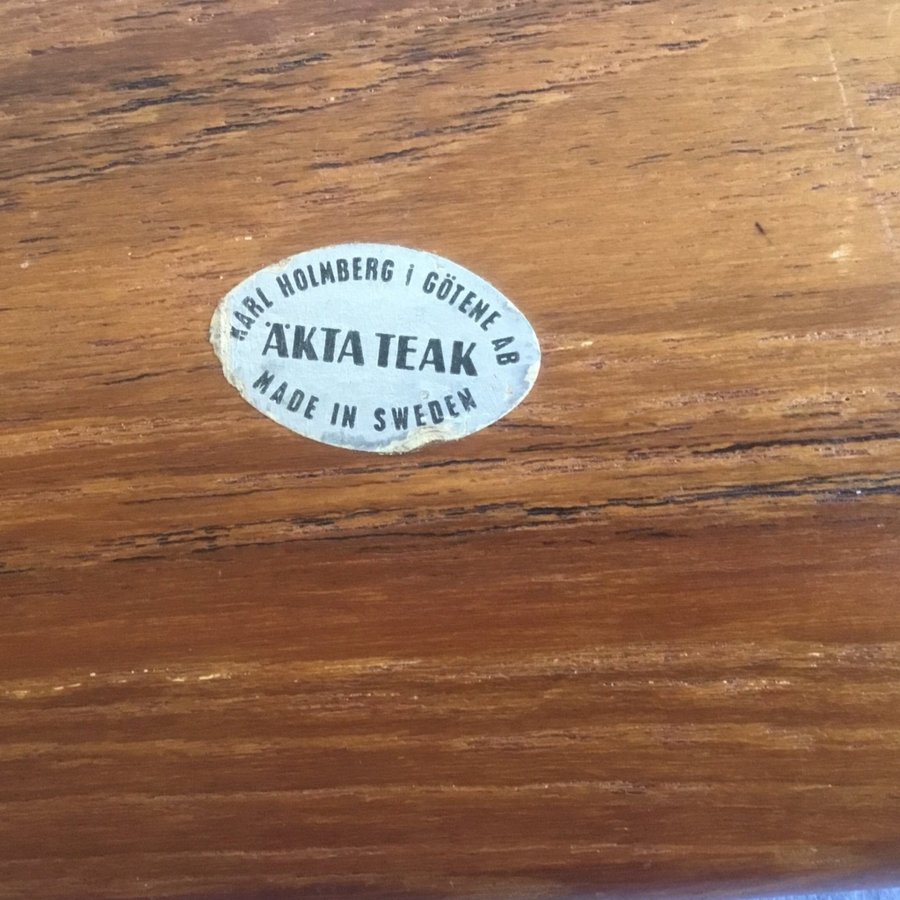 KARL HOLMBERG i GÖTENE AB
ÄKTA TEAK
MADE IN SWEDEN